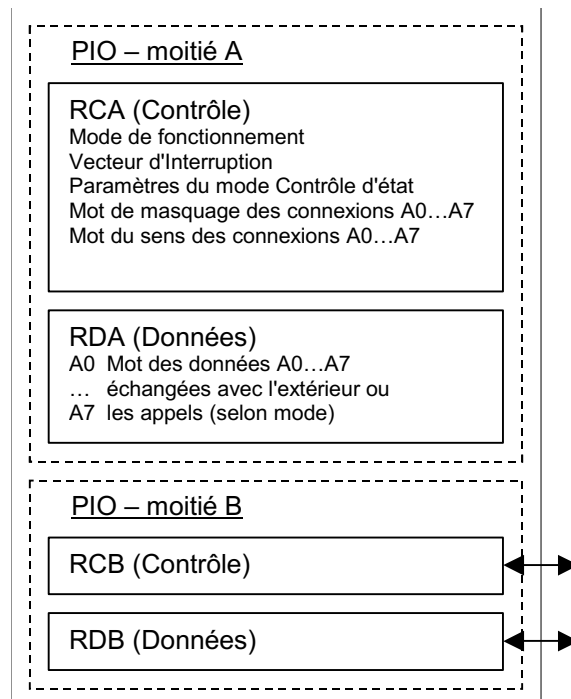 PIO – moitié A
RCA (Contrôle)
Mode de fonctionnement
Vecteur d'Interruption
Paramètres du mode Contrôle d'état
Mot de masquage des connexions A0…A7
Mot du sens des connexions A0…A7
RDA (Données)
A0 Mot des données A0…A7
… échangées avec l'extérieur ou
A7 les appels (selon mode)
PIO – moitié B
RCB (Contrôle)
RDB (Données)